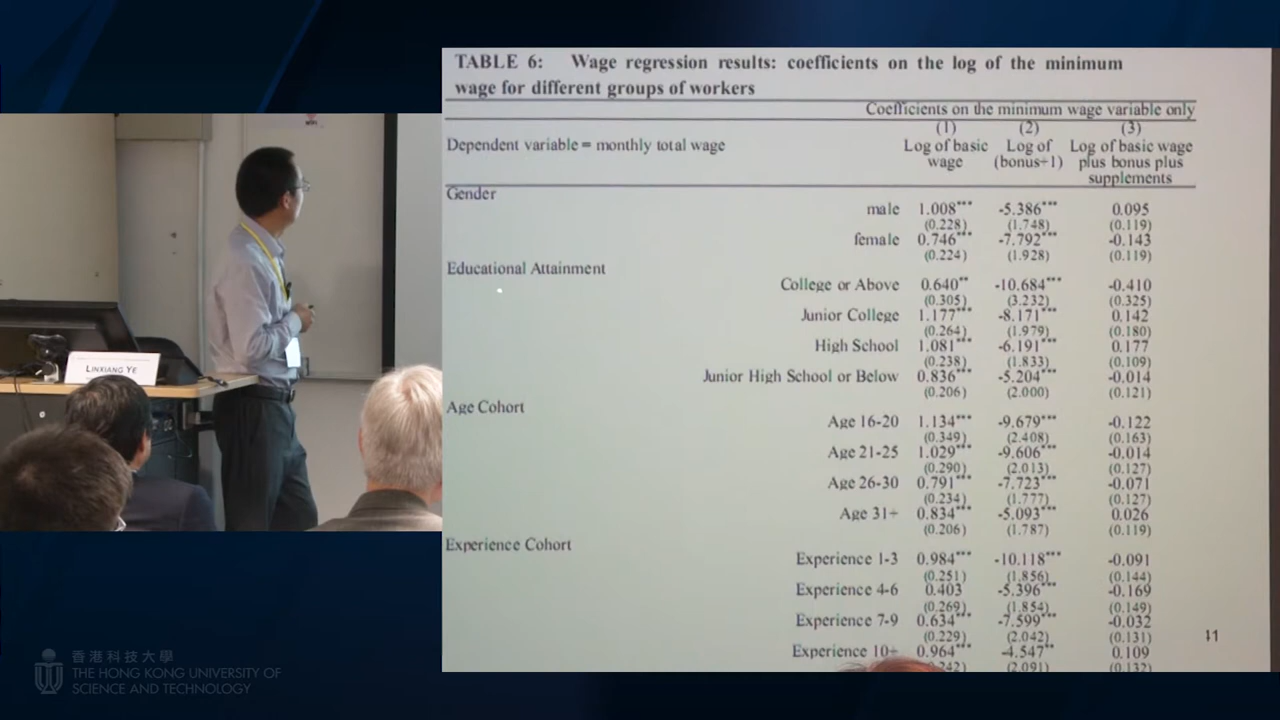 TABLE 6: Wage regression results: coefficients on the log of the minimum
wage for different groups of workers
Coefficients on the minimum wage variable only
(1) (2) (3)
Dependent variable = monthly total wage
Log of basic wage
Log of (bonus+1)
Log of basic wage plus bonus plus supplements
Gender
male 1.008*** -5.386*** 0.095
(0.228) (1.748) (0.119)
female 0.746*** -7.792*** -0.143
(0.224) (1.928) (0.119)
Educational Attainment
College or Above 0.640** -10.684*** -0.410
(0.305) (3.232) (0.325)
Junior College 1.177*** -8.171*** 0.142
(0.264) (1.979) (0.180)
High School 1.081*** -6.191*** 0.177
(0.238) (1.833) (0.109)
Junior High School or Below 0.836*** -5.204*** -0.014
(0.206) (2.000) (0.121)
Age Cohort
Age 16-20 1.134*** -9.679*** -0.122
(0.349) (2.408) (0.163)
Age 21-25 1.029*** -9.606*** -0.014
(0.290) (2.013) (0.127)
Age 26-30 0.791*** -7.723*** -0.071
(0.234) (1.777) (0.127)
Age 31+ 0.834*** -5.093*** 0.026
(0.206) (1.787) (0.119)
Experience Cohort
Experience 1-3 0.984*** -10.118*** -0.091
(0.251) (1.856) (0.144)
Experience 4-6 0.403 -5.396*** -0.169
(0.269) (1.854) (0.149)
Experience 7-9 0.634*** -7.599*** -0.032
(0.229) (2.042) (0.131)
Experience 10+ 0.964*** -4.547** 0.109
(2.091) (0.132)
11
LINXIANG YE
香港科技大學
THE HONG KONG UNIVERSITY OF
SCIENCE AND TECHNOLOGY